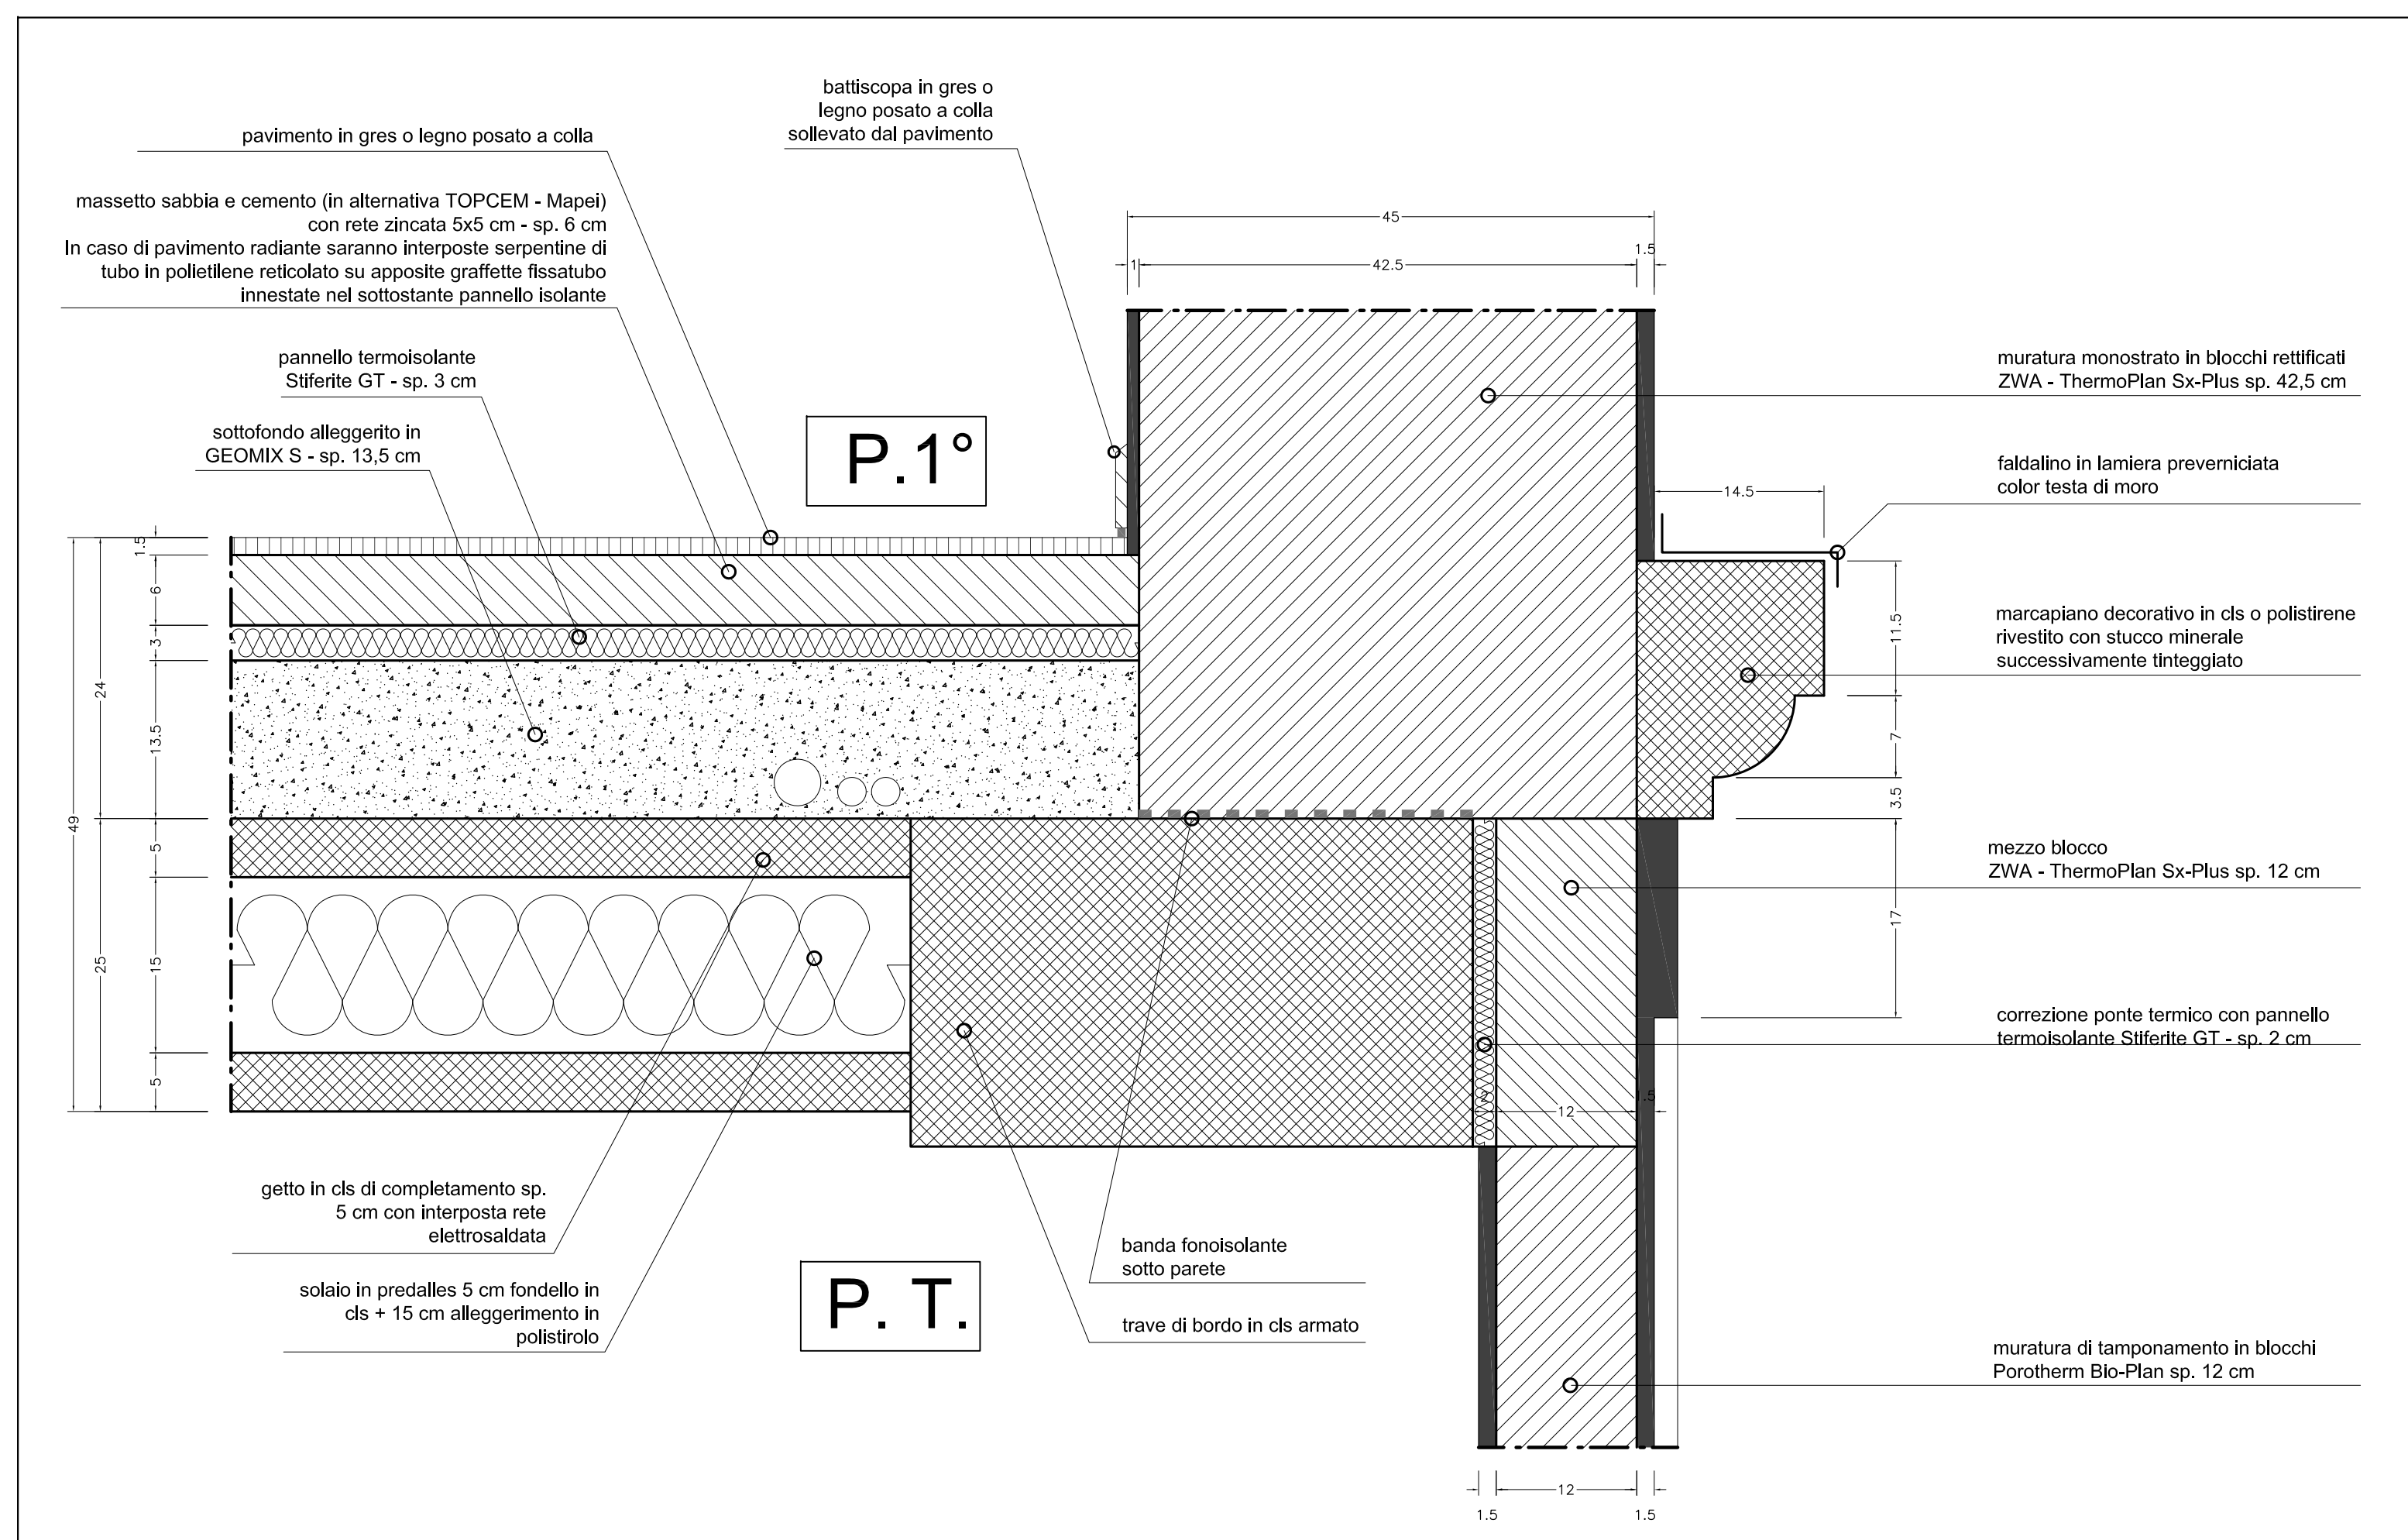 battiscopa in gres o
legno posato a colla
sollevato dal pavimento
pavimento in gres o legno posato a colla
massetto sabbia e cemento (in alternativa TOPCEM - Mapei)
con rete zincata 5x5 cm - sp. 6 cm
In caso di pavimento radiante saranno interposte serpentine di
tubo in polietilene reticolato su apposite graffette fissatubo
innestate nel sottostante pannello isolante
pannello termoisolante
Stiferite GT - sp. 3 cm
sottofondo alleggerito in
GEOMIX S - sp. 13,5 cm
P.1°
45
1
42.5
1.5
muratura monostrato in blocchi rettificati
ZWA - ThermoPlan Sx-Plus sp. 42,5 cm
faldalino in lamiera preverniciata
color testa di moro
14.5
marcapiano decorativo in cls o polistirene
rivestito con stucco minerale
successivamente tinteggiato
11.5
7
3.5
17
mezzo blocco
ZWA - ThermoPlan Sx-Plus sp. 12 cm
correzione ponte termico con pannello
termoisolante Stiferite GT - sp. 2 cm
2
12
1.5
1.5
6
3
13.5
24
49
5
15
25
5
getto in cls di completamento sp.
5 cm con interposta rete
elettrosaldata
solaio in predalles 5 cm fondello in
cls + 15 cm alleggerimento in
polistirolo
P. T.
banda fonoisolante
sotto parete
trave di bordo in cls armato
muratura di tamponamento in blocchi
Porotherm Bio-Plan sp. 12 cm
1.5
12
1.5